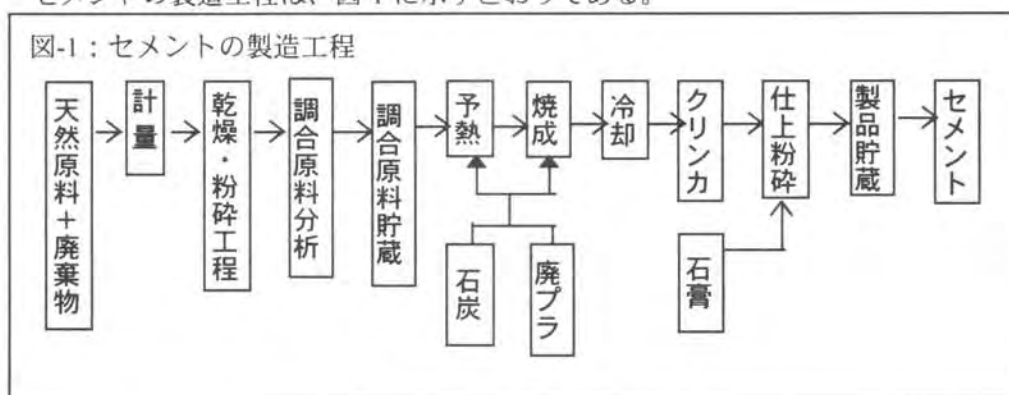 セメントの製造工程は、図-1に示すとおりである。
図-1：セメントの製造工程
天然原料＋廃棄物
計量
乾燥・粉砕工程
調合原料分析
調合原料貯蔵
予熱
焼成
冷却
クリンカ
仕上粉砕
製品貯蔵
セメント
石炭
廃プラ
石膏